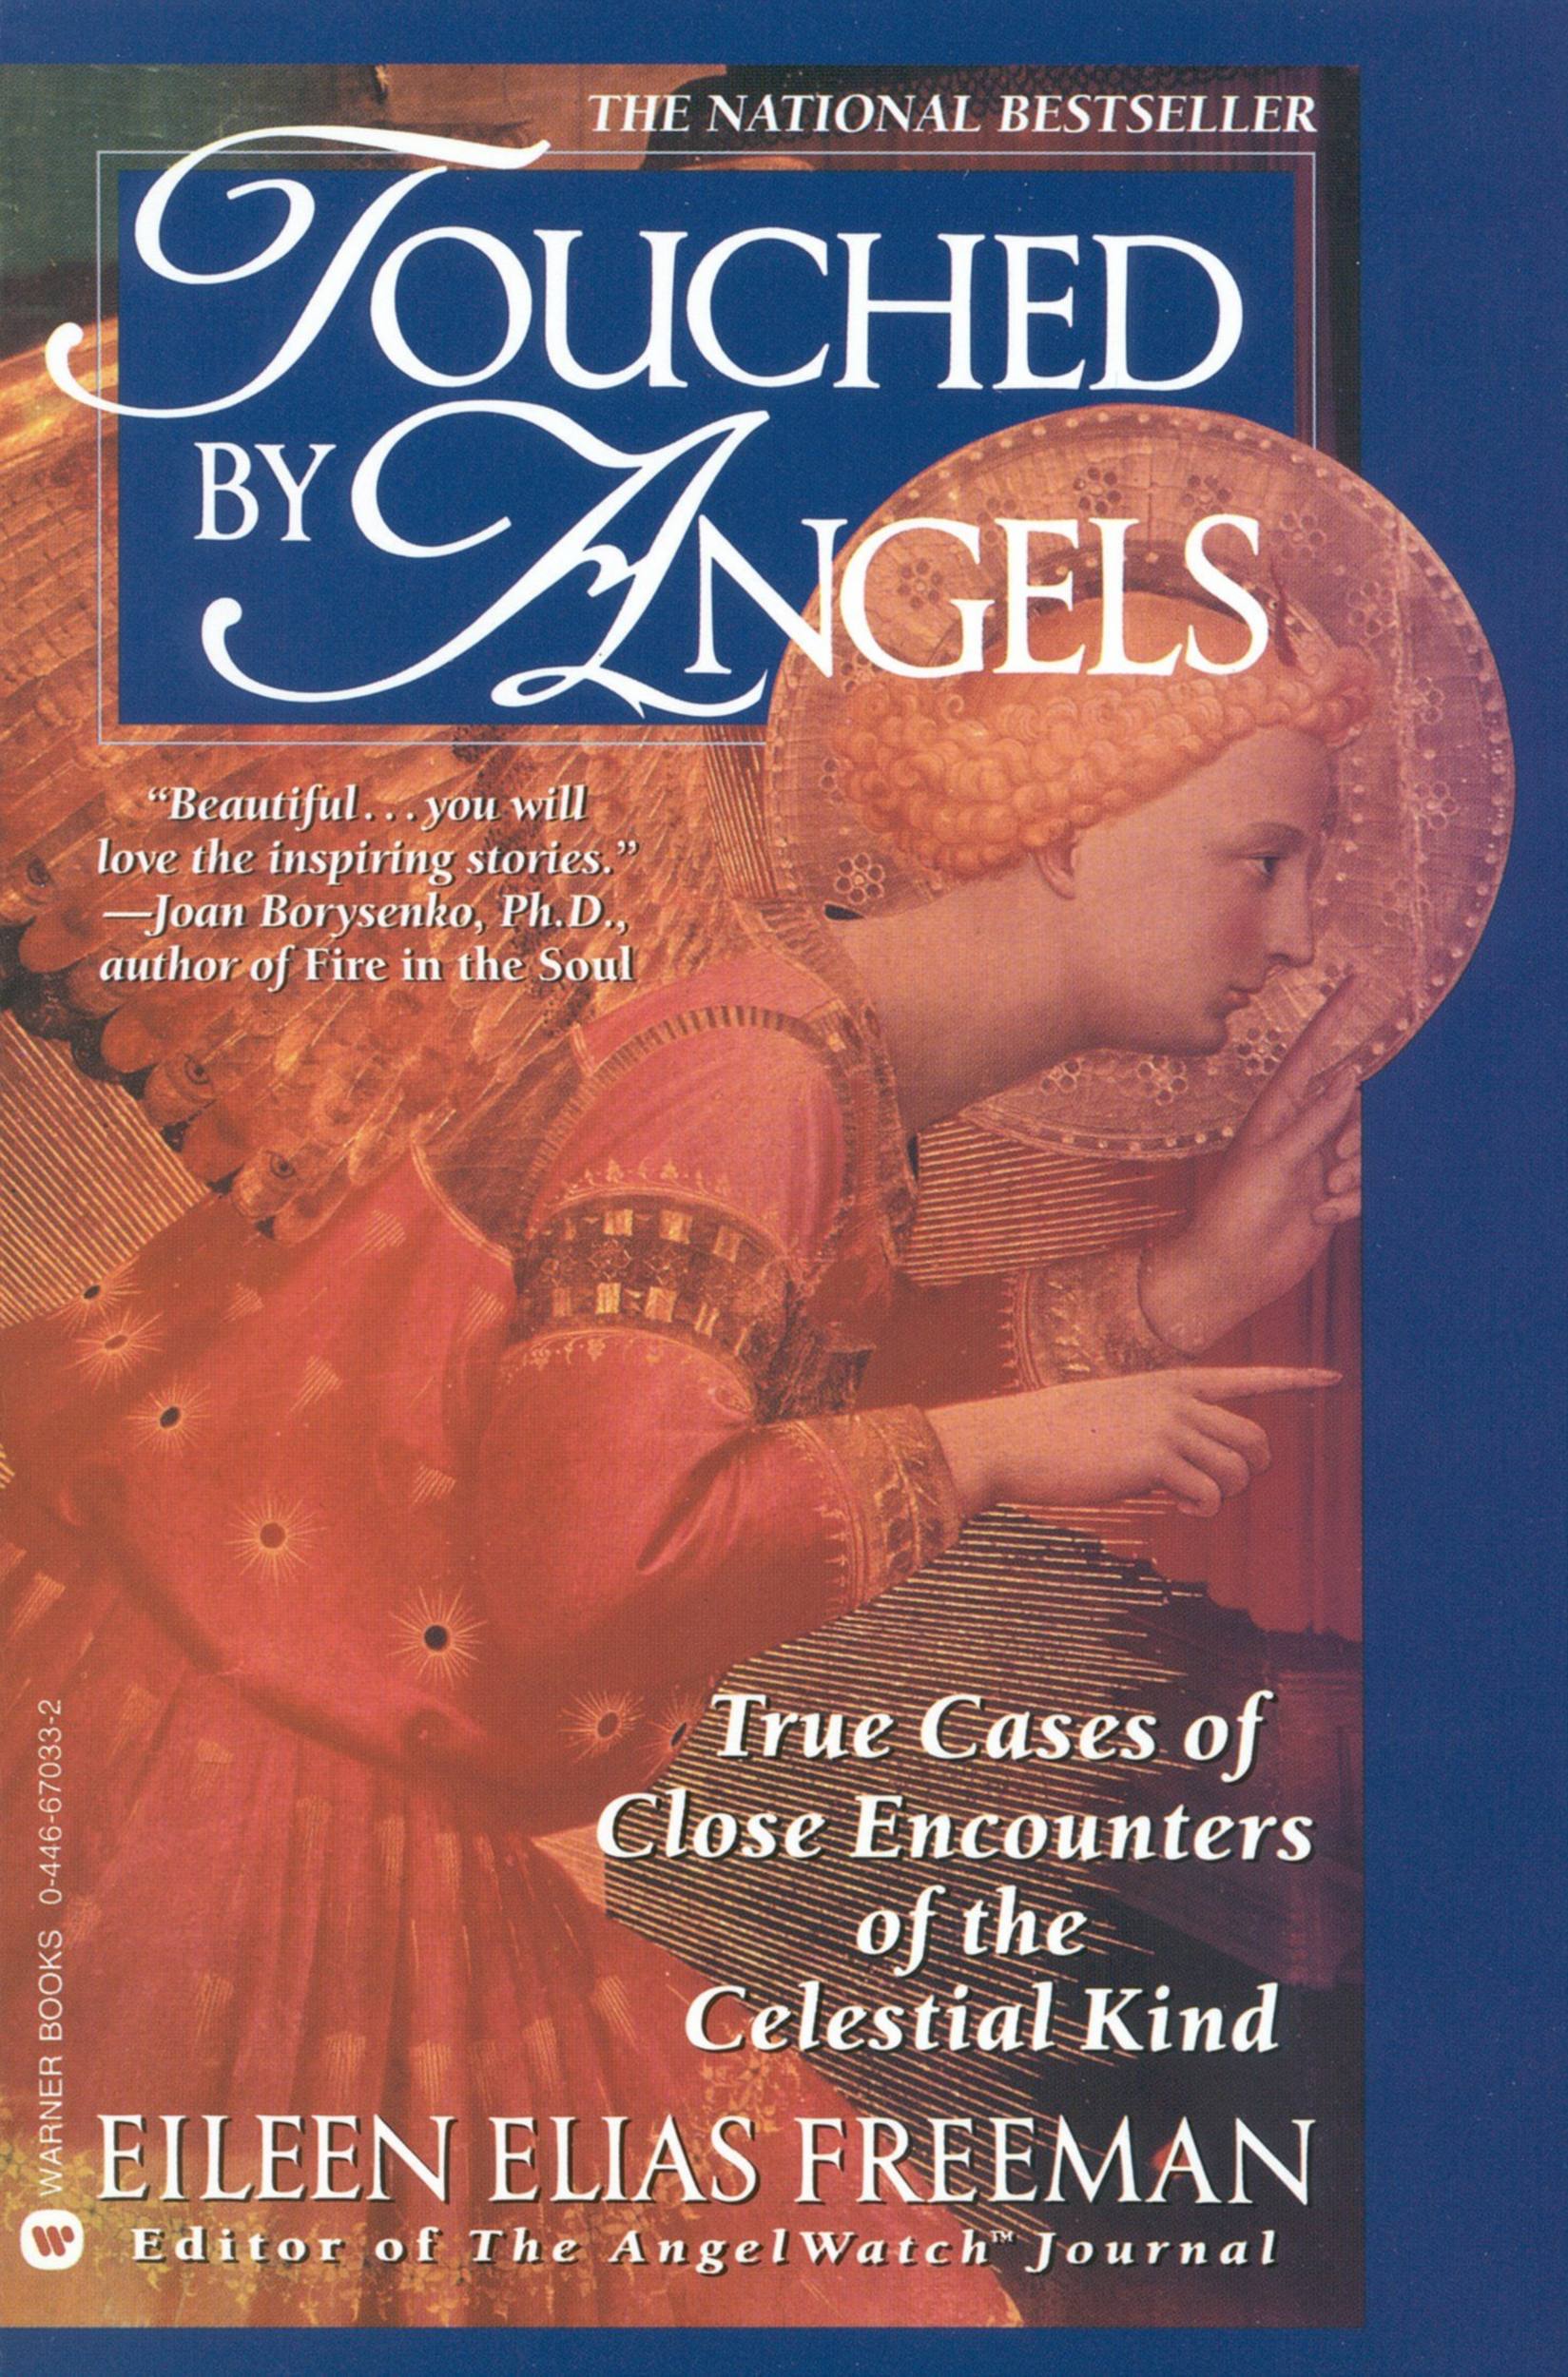 THE NATIONAL BESTSELLER
TOUCHED
BY ANGELS
“Beautiful...you will
love the inspiring stories.”
—Joan Borysenko, Ph.D.,
author of Fire in the Soul
True Cases of
Close Encounters
of the
Celestial Kind
EILEEN ELIAS FREEMAN
Editor of The AngelWatch™ Journal
WARNER BOOKS 0-446-67033-2